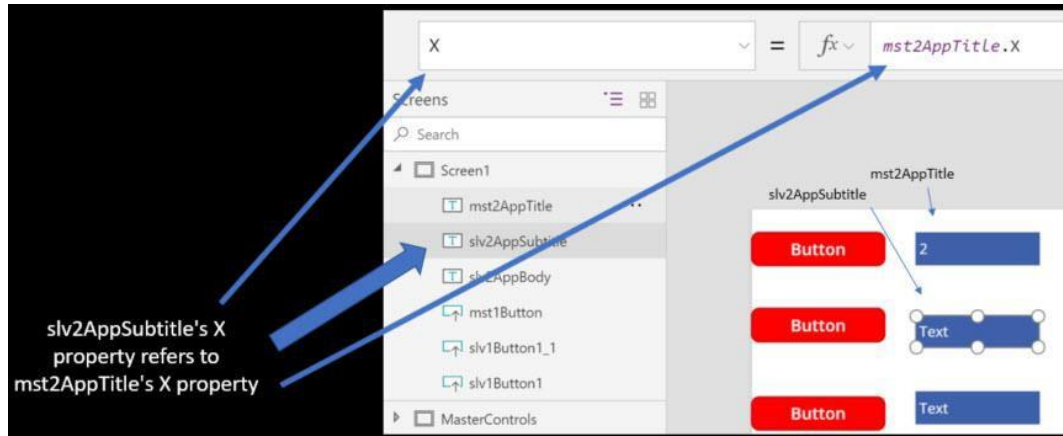 X
= fx mst2AppTitle.X
Screens
Search
Screen1
mst2AppTitle
slv2AppSubtitle
slv2AppBody
mst1Button
slv1Button1_1
slv1Button1
MasterControls
slv2AppSubtitle's X
property refers to
mst2AppTitle's X property
mst2AppTitle
slv2AppSubtitle
Button
2
Button
Text
Button
Text